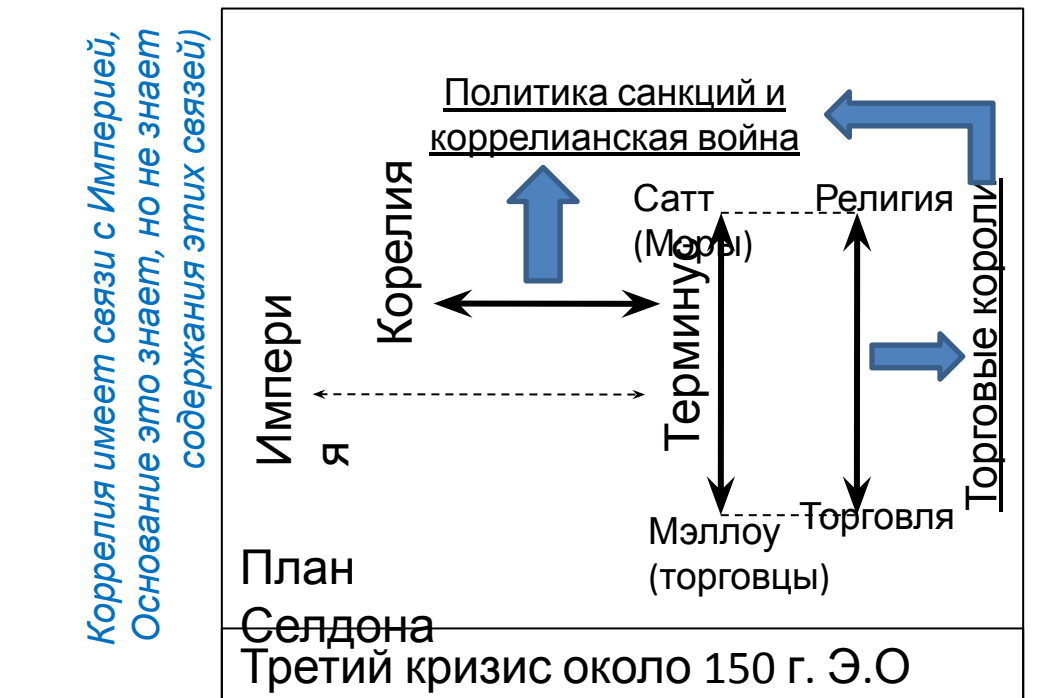 Коррелия имеет связи с Империей,
Основание это знает, но не знает
содержания этих связей)
Политика санкций и
коррелианская война
Корелия
Импери
я
Сатт
(Мэры)
Религия
Терминус
Торговые короли
Мэллоу
(торговцы)
Торговля
План
Селдона
Третий кризис около 150 г. Э.О